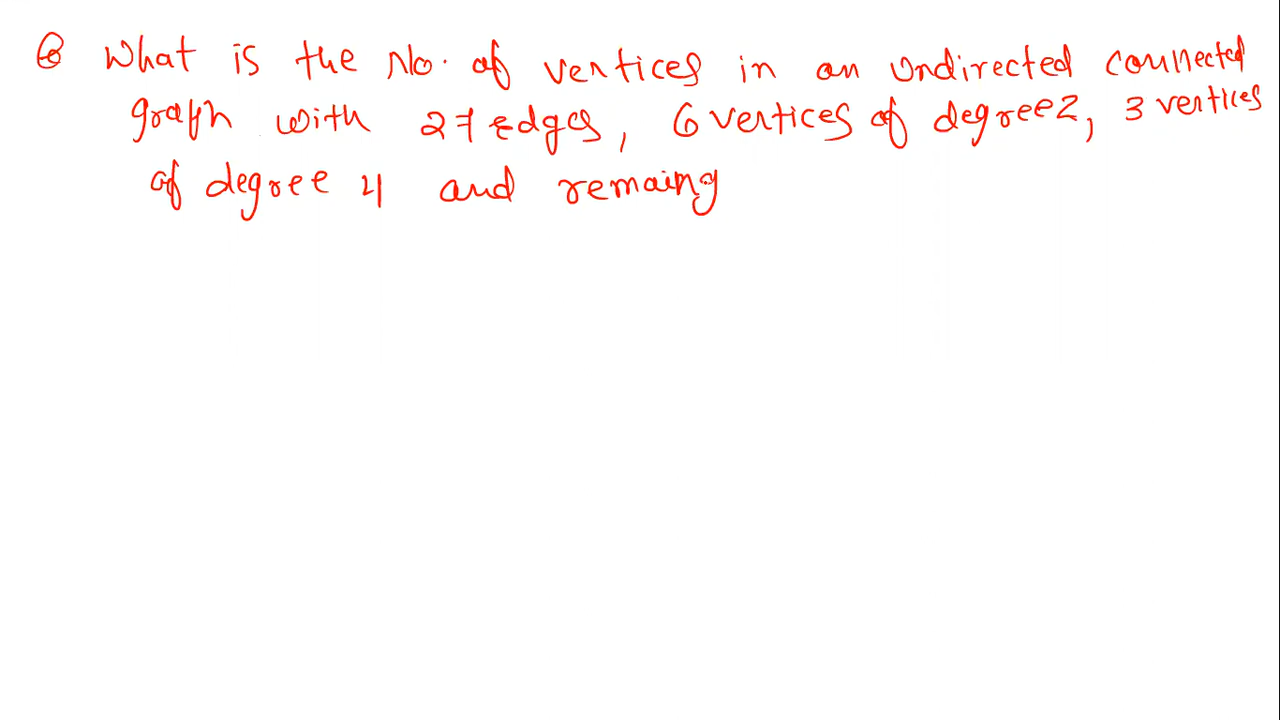 Q What is the No. of vertices in an undirected connected
graph with 27 edges, 6 vertices of degree 2, 3 vertices
of degree 4 and remaing